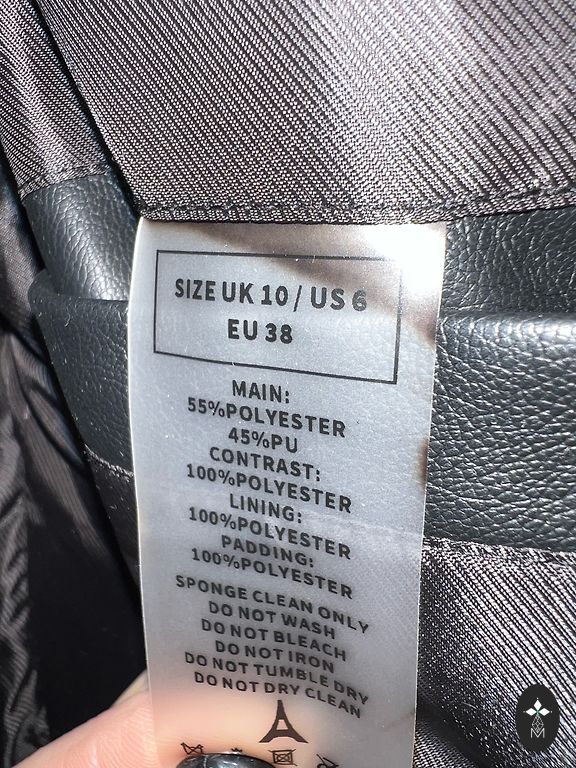 SIZE UK 10 / US 6
EU 38
MAIN:
55%POLYESTER
45%PU
CONTRAST:
100%POLYESTER
LINING:
100%POLYESTER
PADDING:
100%POLYESTER
SPONGE CLEAN ONLY
DO NOT WASH
DO NOT BLEACH
DO NOT IRON
DO NOT TUMBLE DRY
DO NOT DRY CLEAN
M